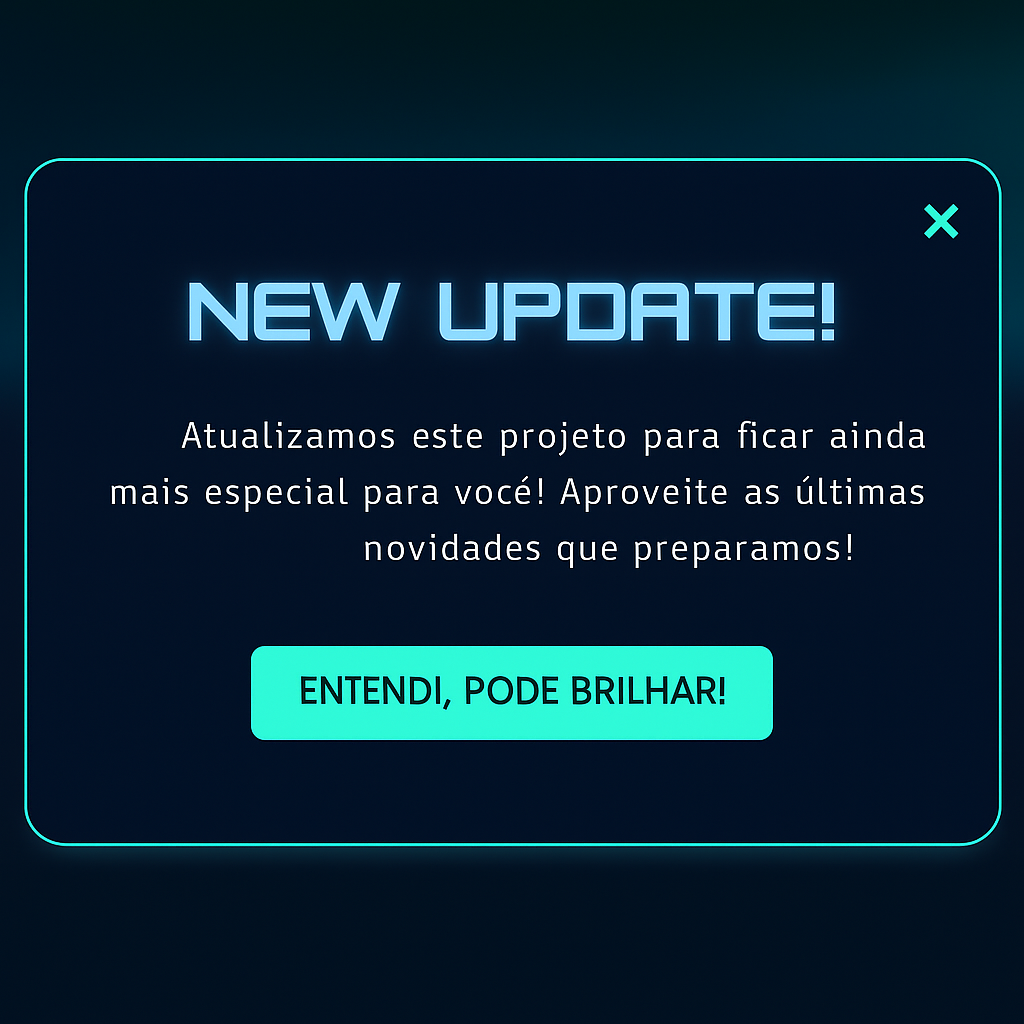 NEW UPDATE!
Atualizamos este projeto para ficar ainda
mais especial para vocé! Aproveite as últimas
novidades que preparamos!
ENTENDI, PODE BRILHAR!